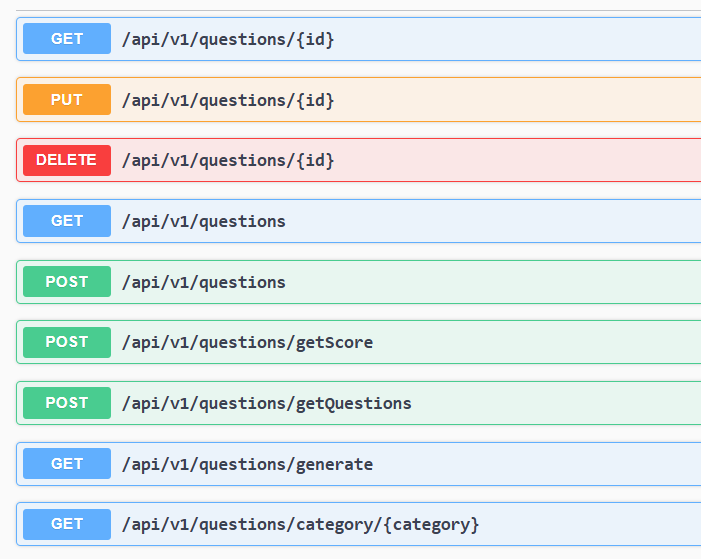 GET /api/v1/questions/{id}
PUT /api/v1/questions/{id}
DELETE /api/v1/questions/{id}
GET /api/v1/questions
POST /api/v1/questions
POST /api/v1/questions/getScore
POST /api/v1/questions/getQuestions
GET /api/v1/questions/generate
GET /api/v1/questions/category/{category}